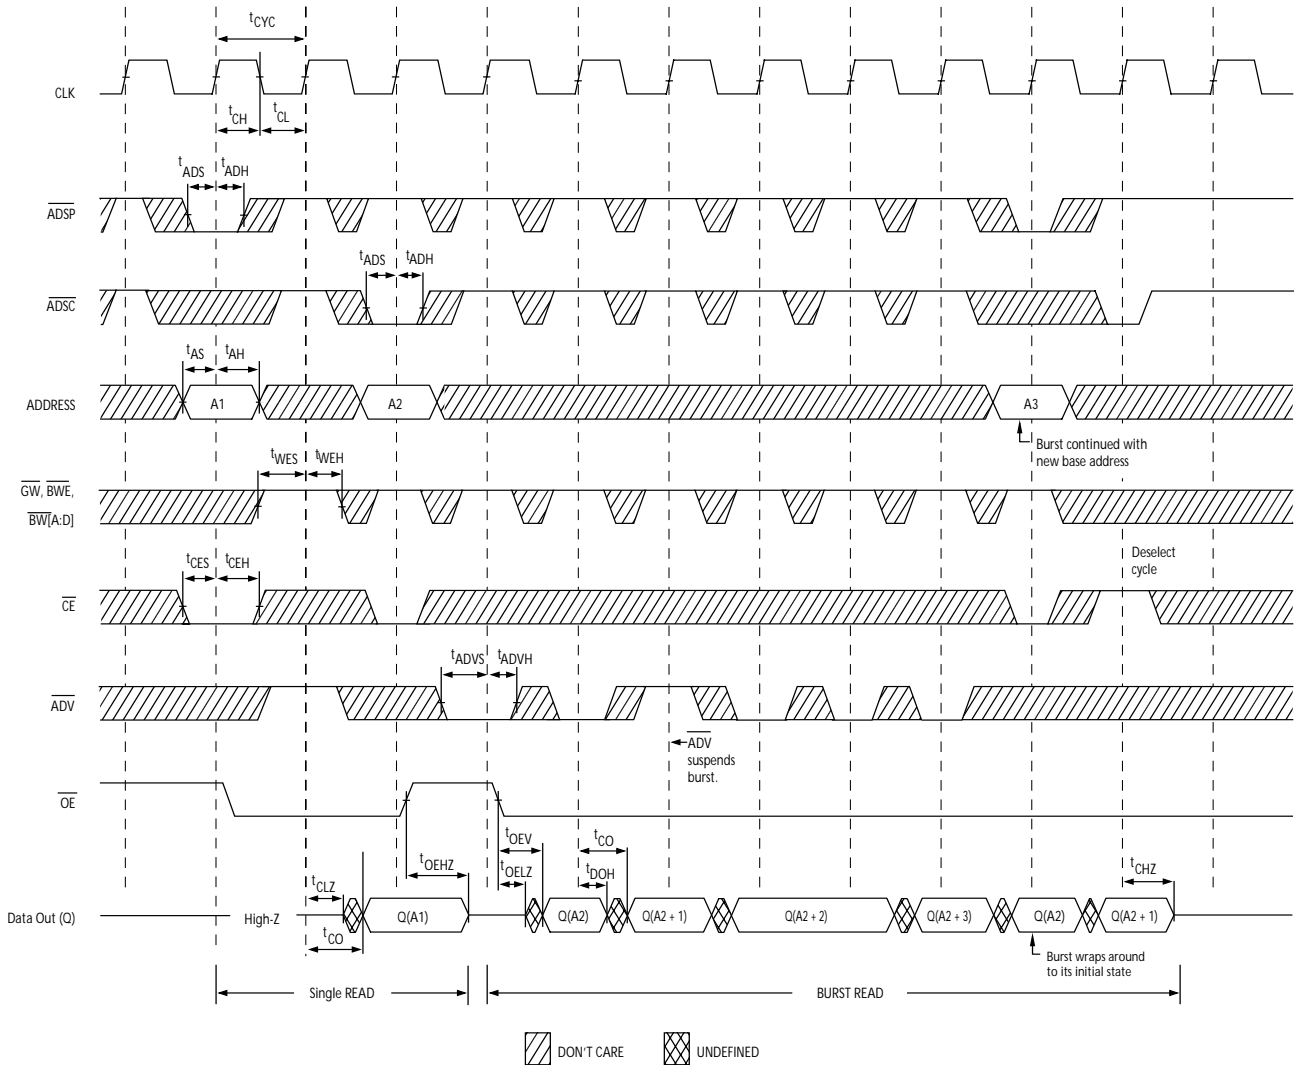 tCYC
CLK
tCH
tCL
tADS
tADH
ADSP
tADS
tADH
ADSC
tAS
tAH
ADDRESS
A1
A2
A3
Burst continued with
new base address
tWES
tWEH
GW, BWE,
BW[A:D]
Deselect
cycle
tCES
tCEH
CE
tADVS
tADVH
ADV
ADV
suspends
burst.
OE
tOEHZ
tOEV
tCO
tOELZ
tDOH
tCHZ
tCLZ
Data Out (Q)
High-Z
Q(A1)
Q(A2)
Q(A2 + 1)
Q(A2 + 2)
Q(A2 + 3)
Q(A2)
Q(A2 + 1)
tCO
Burst wraps around
to its initial state
Single READ
BURST READ
DON'T CARE
UNDEFINED